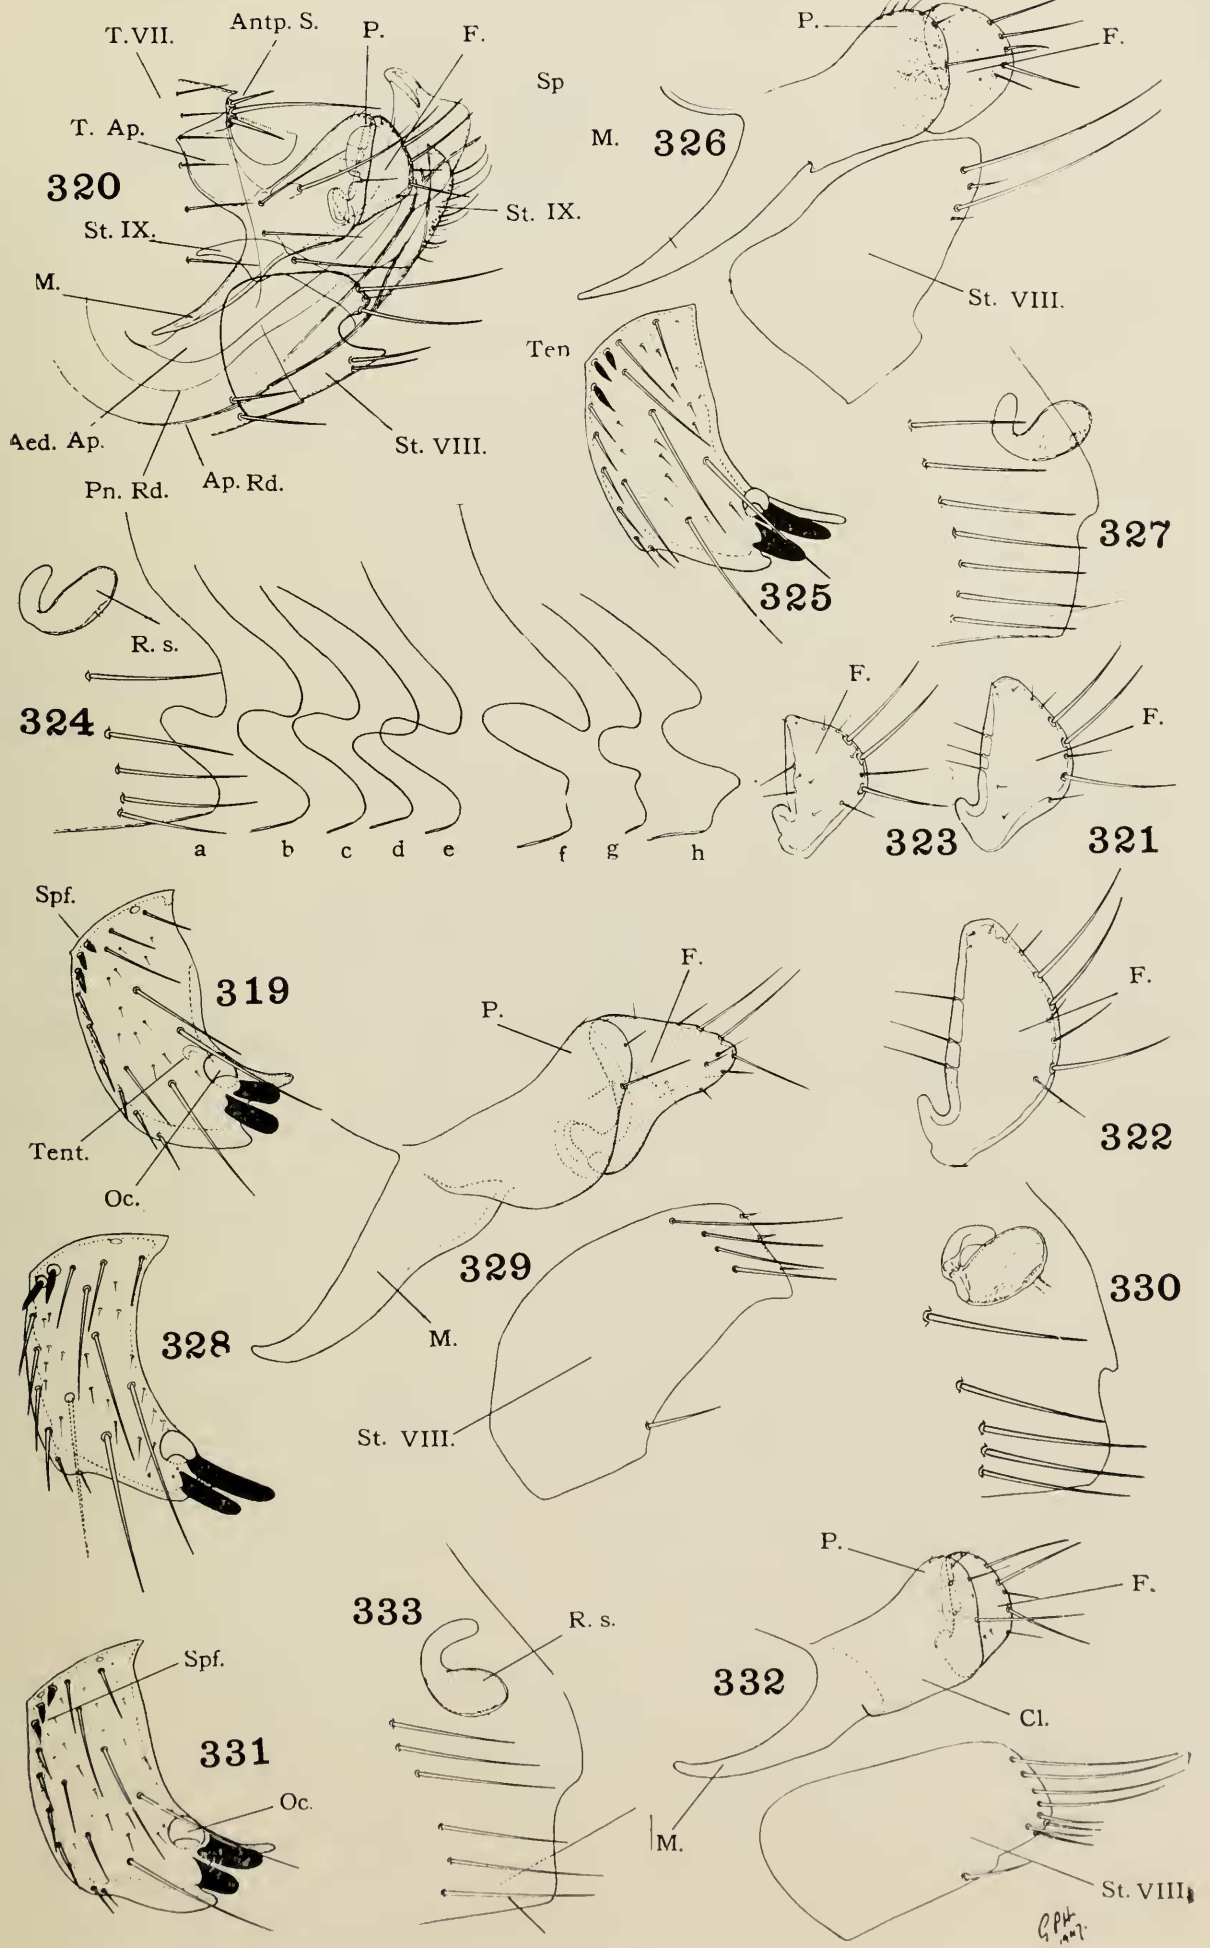 T.VII.
Antp. S.
P.
F.
T. Ap.
320
St. IX.
St. IX.
M.
Aed. Ap.
Pn. Rd.
Ap. Rd.
St. VIII.
Sp
M.
326
P.
F.
St. VIII.
Ten
325
327
R. s.
324
a
b
c
d
e
f
g
h
F.
323
F.
321
Spf.
319
Tent.
Oc.
P.
F.
329
M.
St. VIII.
F.
322
328
330
333
R. s.
P.
F.
332
Cl.
M.
St. VIII.
Spf.
331
Oc.
GPH
1947.